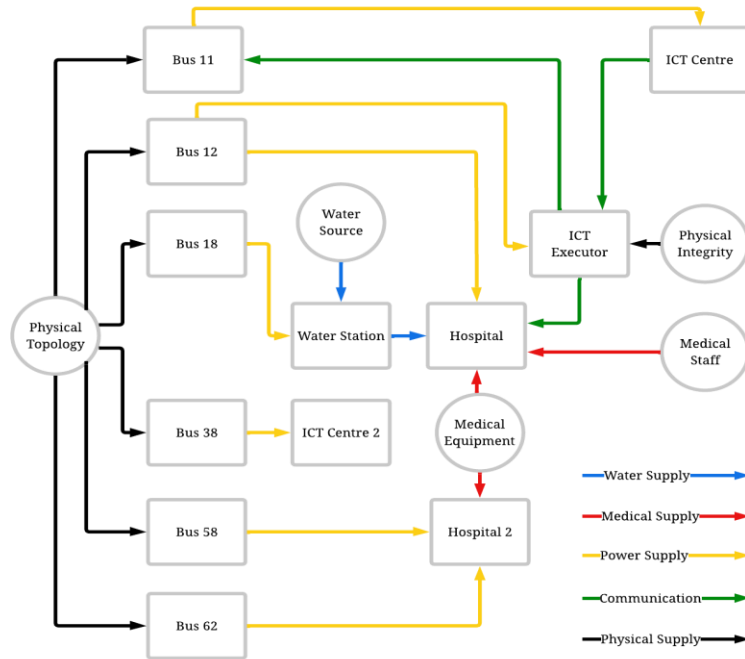 Bus 11
ICT Centre
Bus 12
Water
Source
Bus 18
ICT
Executor
Physical
Integrity
Physical
Topology
Water Station
Hospital
Medical
Staff
Bus 38
ICT Centre 2
Medical
Equipment
Water Supply
Medical Supply
Bus 58
Hospital 2
Power Supply
Communication
Bus 62
Physical Supply